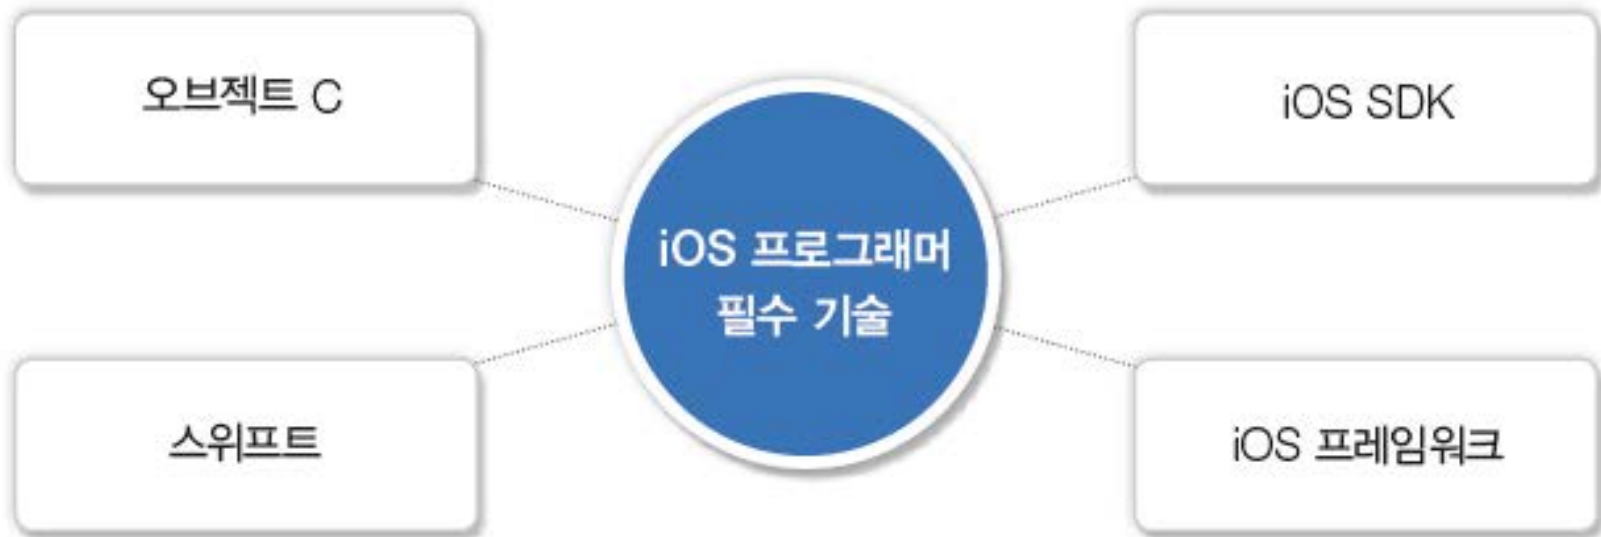 오브젝트 C
iOS SDK
iOS 프로그래머
필수 기술
스위프트
iOS 프레임워크